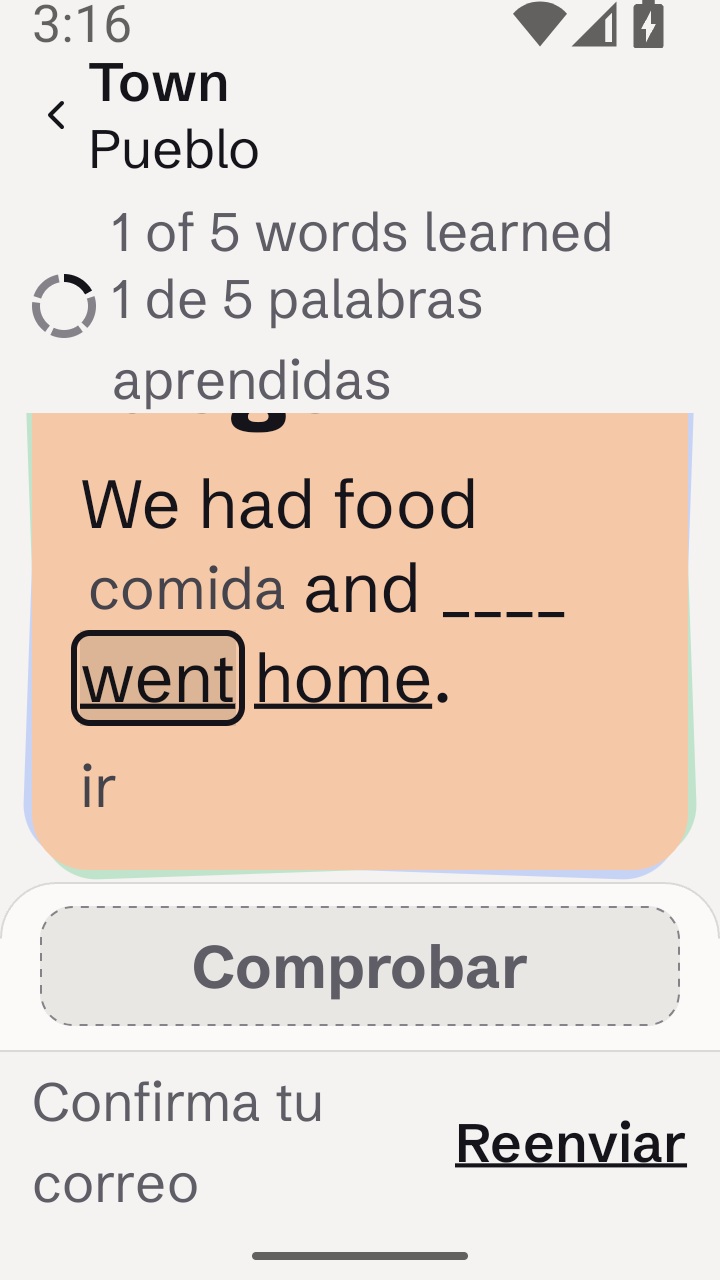 3:16
Town
Pueblo
1 of 5 words learned
1 de 5 palabras
aprendidas
We had food
comida and ____
went home.
ir
Comprobar
Confirma tu
correo
Reenviar